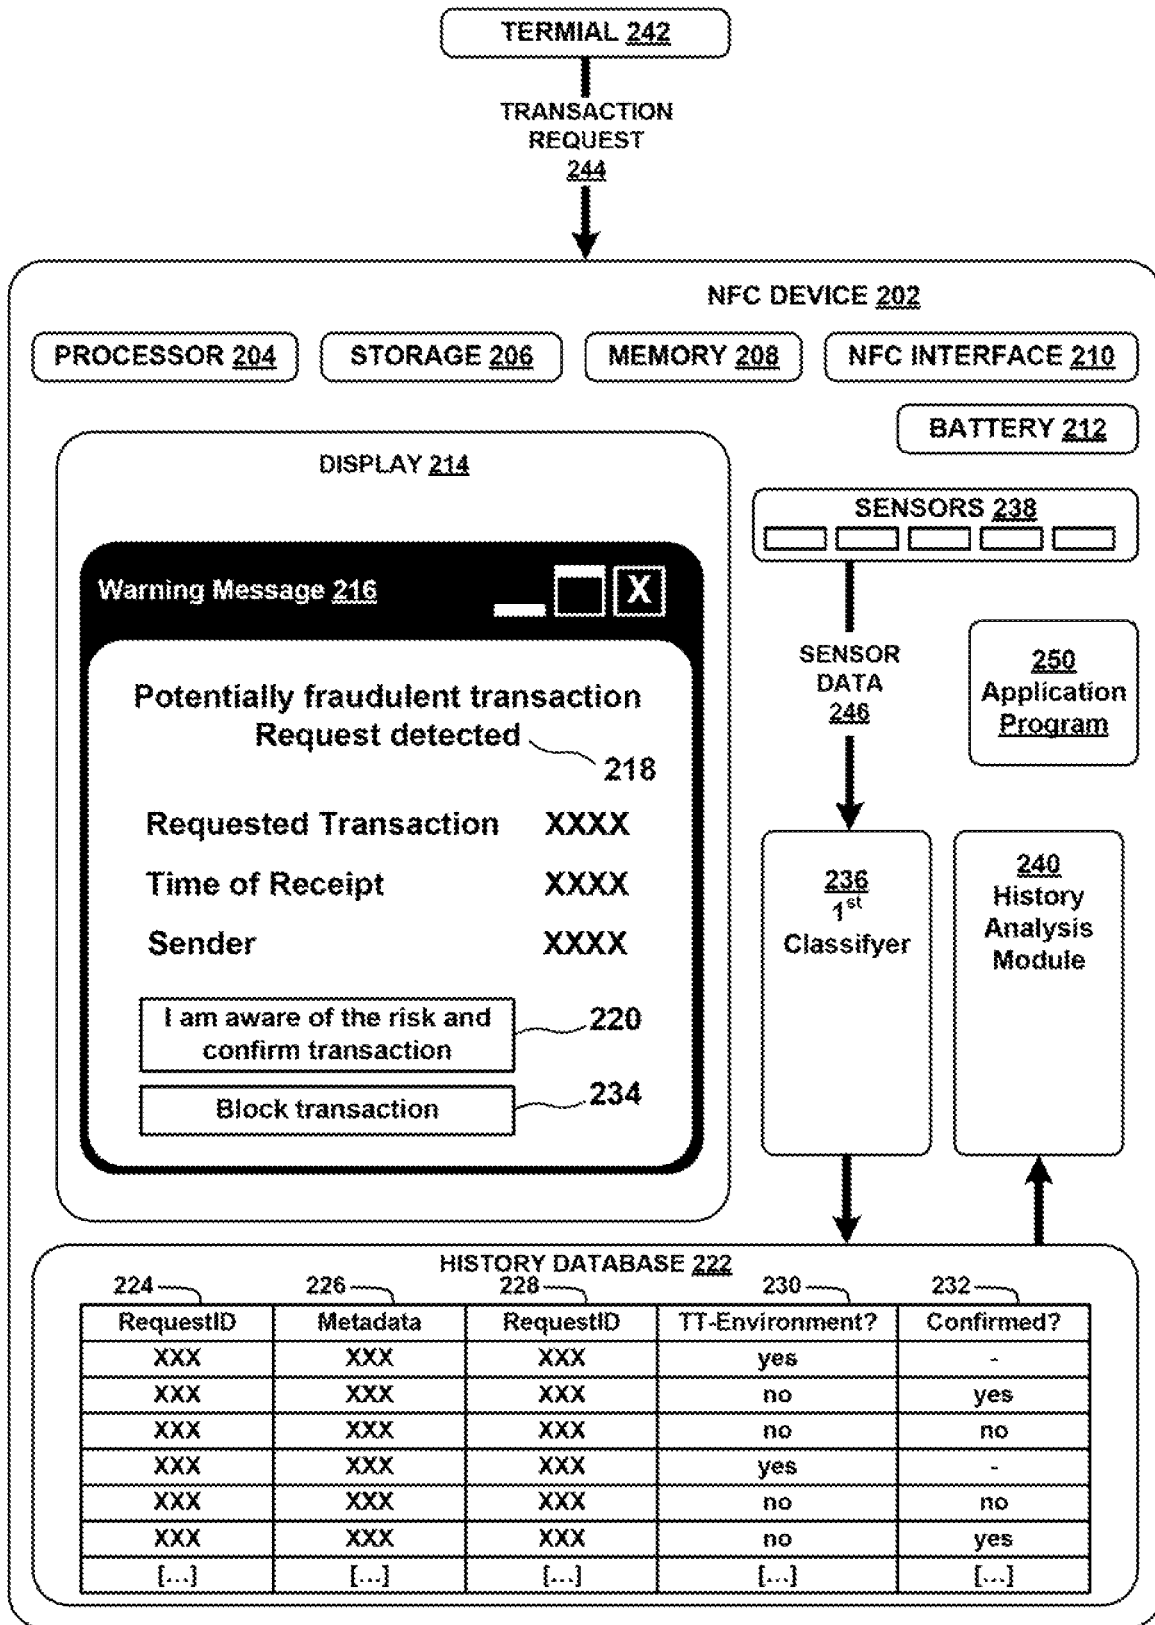 TERMIAL 242
TRANSACTION
REQUEST
244
NFC DEVICE 202
PROCESSOR 204
STORAGE 206
MEMORY 208
NFC INTERFACE 210
BATTERY 212
DISPLAY 214
SENSORS 238
Warning Message 216
X
Potentially fraudulent transaction
Request detected
218
Requested Transaction XXXX
Time of Receipt XXXX
Sender XXXX
I am aware of the risk and
confirm transaction
220
Block transaction
234
SENSOR
DATA
246
250
Application
Program
236
1st
Classifyer
240
History
Analysis
Module
HISTORY DATABASE 222
224 226 228 230 232
RequestID Metadata RequestID TT-Environment? Confirmed?
XXX XXX XXX yes -
XXX XXX XXX no yes
XXX XXX XXX no no
XXX XXX XXX yes -
XXX XXX XXX no no
XXX XXX XXX no yes
[...] [...] [...] [...] [...]